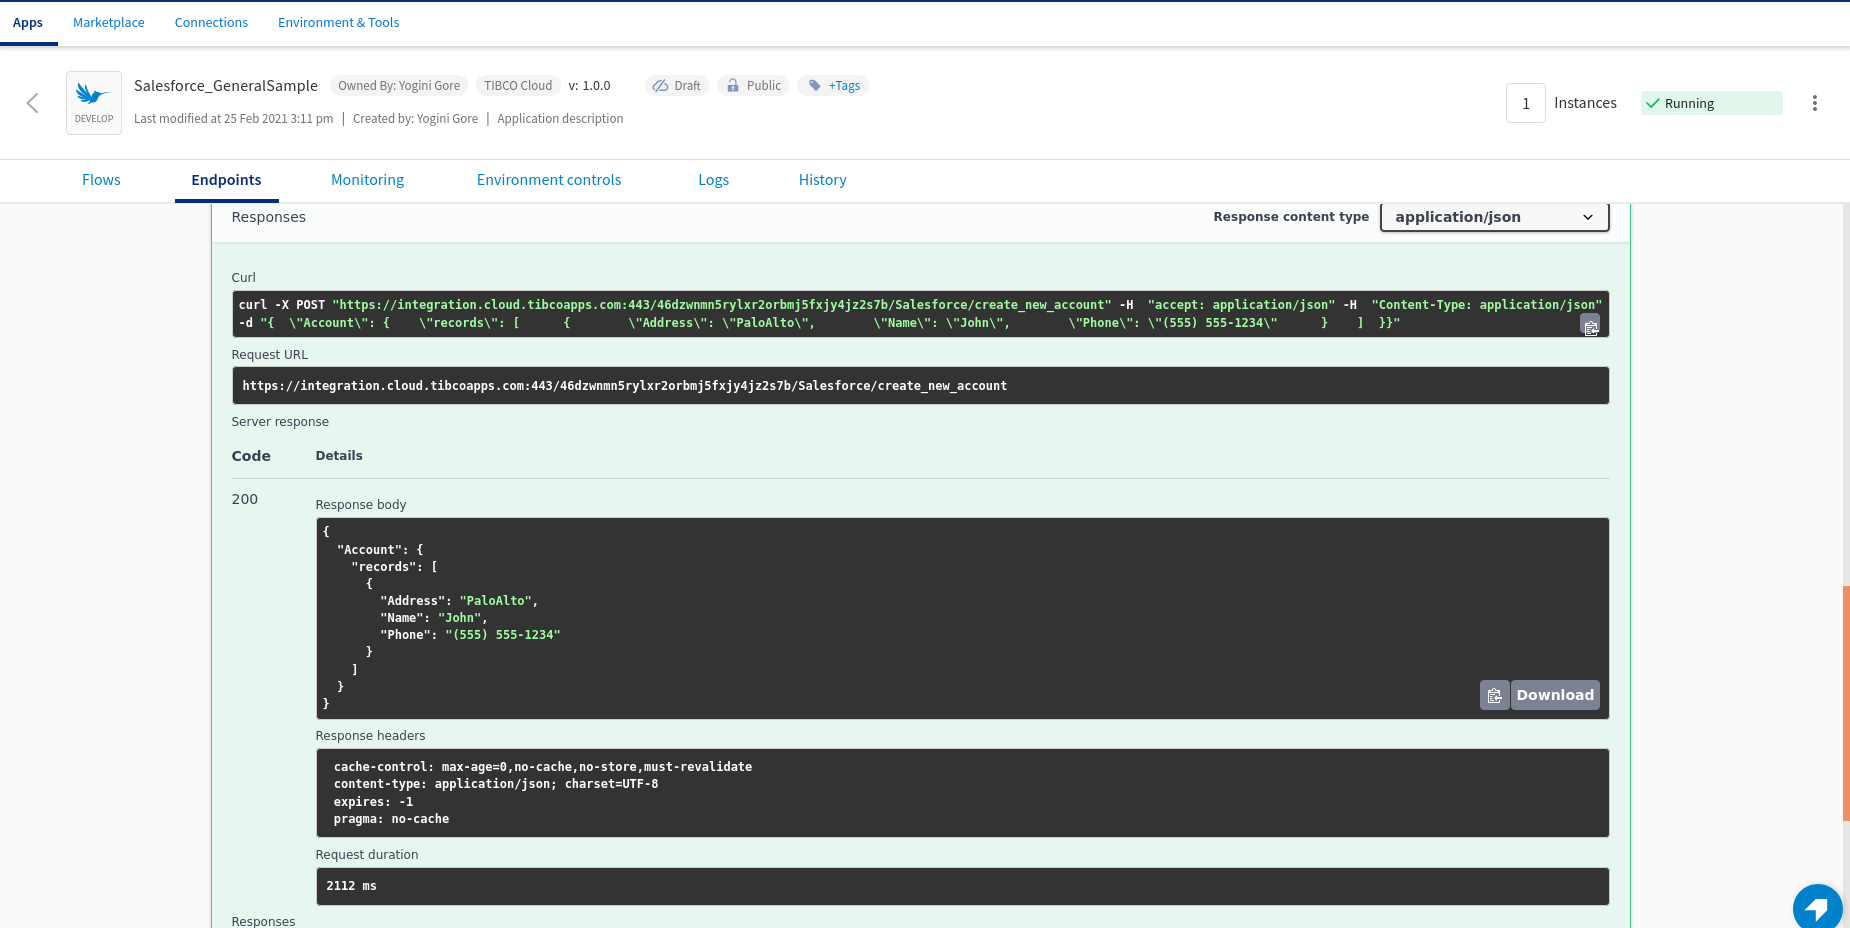 Apps Marketplace Connections Environment & Tools
Salesforce_GeneralSample Owned By: Yogini Gore TIBCO Cloud v: 1.0.0 Draft Public +Tags
DEVELOP
Last modified at 25 Feb 2021 3:11 pm | Created by: Yogini Gore | Application description
1 Instances Running
Flows Endpoints Monitoring Environment controls Logs History
Responses Response content type application/json
Curl
curl -X POST "https://integration.cloud.tibcoapps.com:443/46dzwnmn5rylxr2orbmj5fxjy4jz2s7b/Salesforce/create_new_account" -H "accept: application/json" -H "Content-Type: application/json"
-d "{ \"Account\": { \"records\": [ { \"Address\": \"PaloAlto\", \"Name\": \"John\", \"Phone\": \"(555) 555-1234\" } ] }}"
Request URL
https://integration.cloud.tibcoapps.com:443/46dzwnmn5rylxr2orbmj5fxjy4jz2s7b/Salesforce/create_new_account
Server response
Code Details
200
Response body
{
"Account": {
"records": [
{
"Address": "PaloAlto",
"Name": "John",
"Phone": "(555) 555-1234"
}
]
}
}
Download
Response headers
cache-control: max-age=0,no-cache,no-store,must-revalidate
content-type: application/json; charset=UTF-8
expires: -1
pragma: no-cache
Request duration
2112 ms
Responses